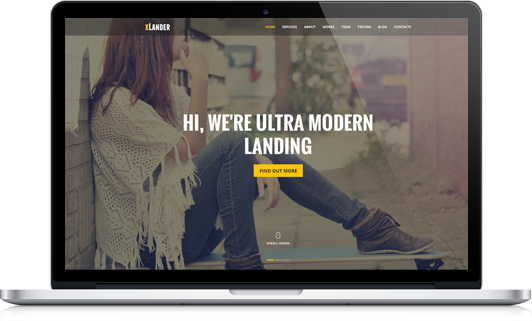 XLANDER
HOME SERVICES ABOUT WORKS TEAM PRICING BLOG CONTACTS
HI, WE'RE ULTRA MODERN
LANDING
FIND OUT MORE
SCROLL DOWN